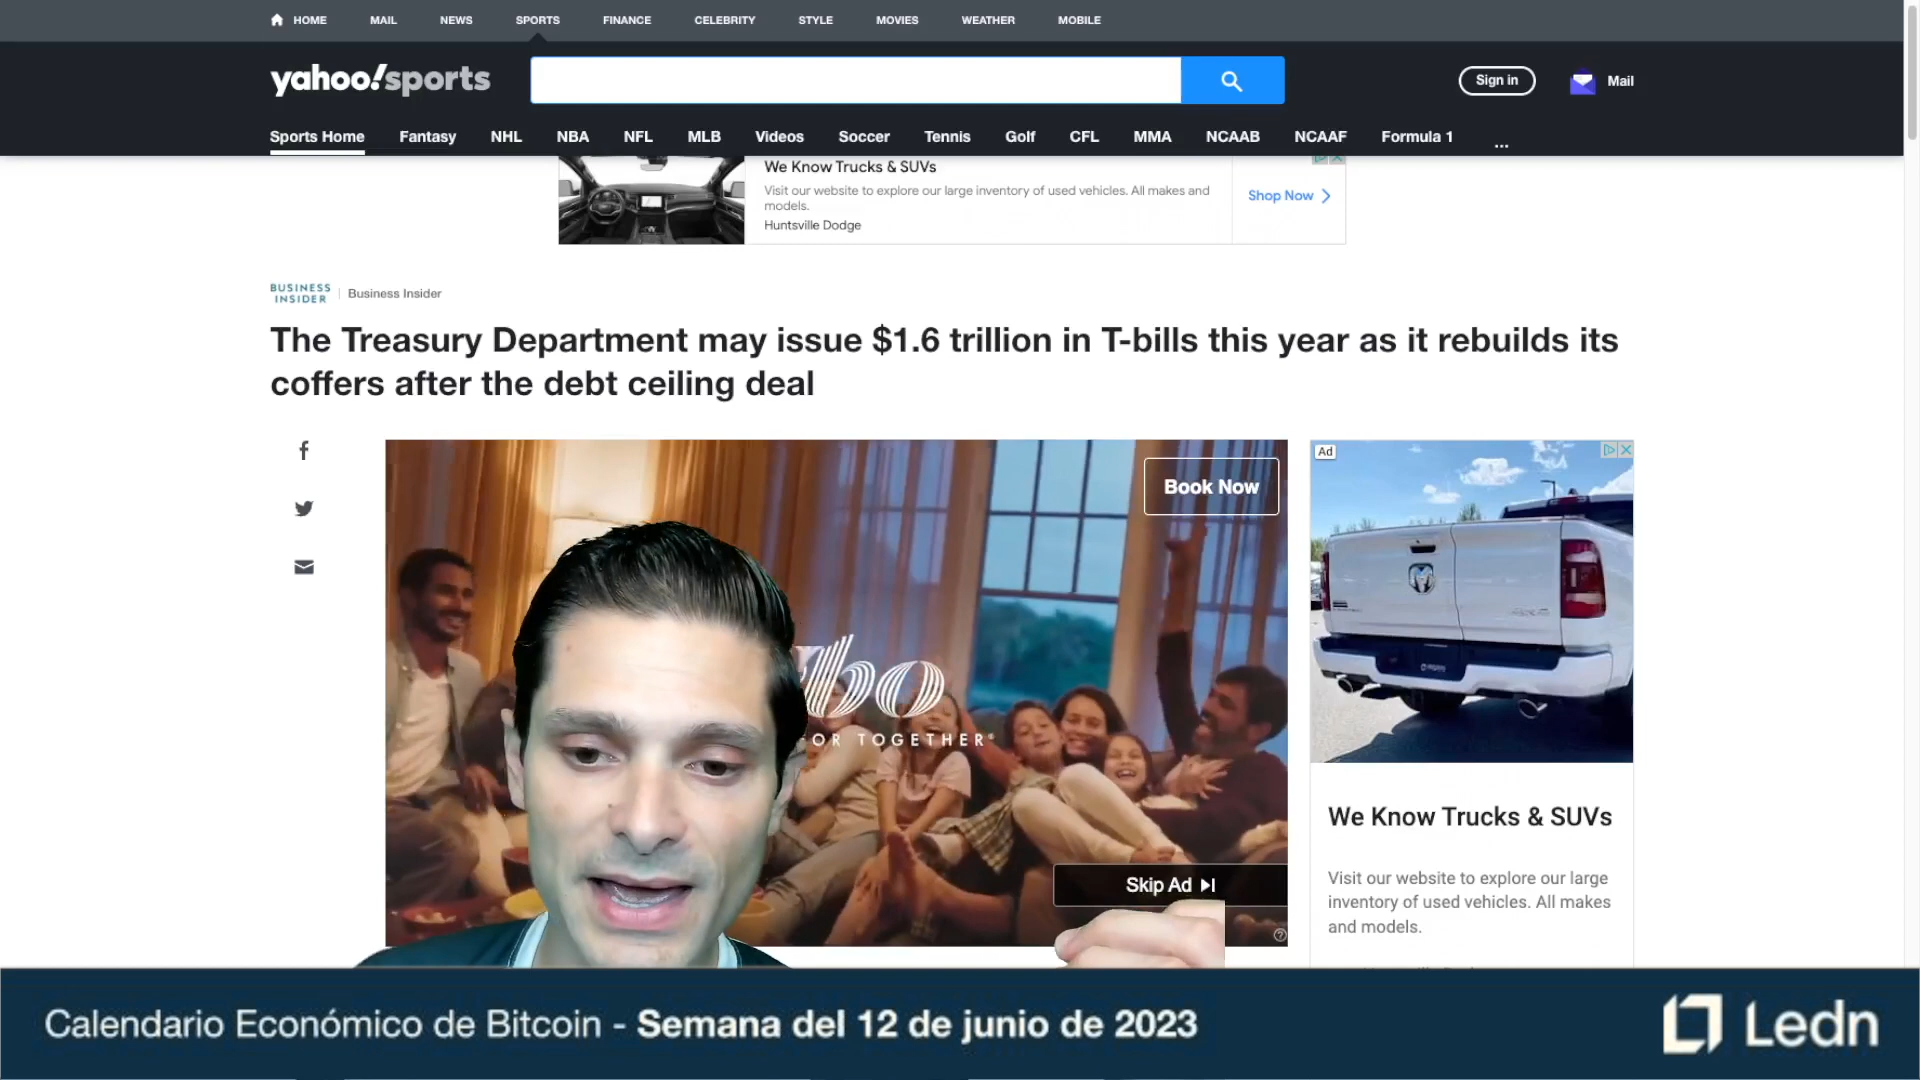 HOME MAIL NEWS SPORTS FINANCE CELEBRITY STYLE MOVIES WEATHER MOBILE
yahoo!sports
Sign in
Mail
Sports Home Fantasy NHL NBA NFL MLB Videos Soccer Tennis Golf CFL MMA NCAAB NCAAF Formula 1 ...
We Know Trucks & SUVs
Visit our website to explore our large inventory of used vehicles. All makes and
models.
Huntsville Dodge
Shop Now
BUSINESS
INSIDER
Business Insider
The Treasury Department may issue $1.6 trillion in T-bills this year as it rebuilds its
coffers after the debt ceiling deal
Book Now
OR TOGETHER
Skip Ad
Ad
We Know Trucks & SUVs
Visit our website to explore our large
inventory of used vehicles. All makes
and models.
Calendario Económico de Bitcoin - Semana del 12 de junio de 2023
Ledn